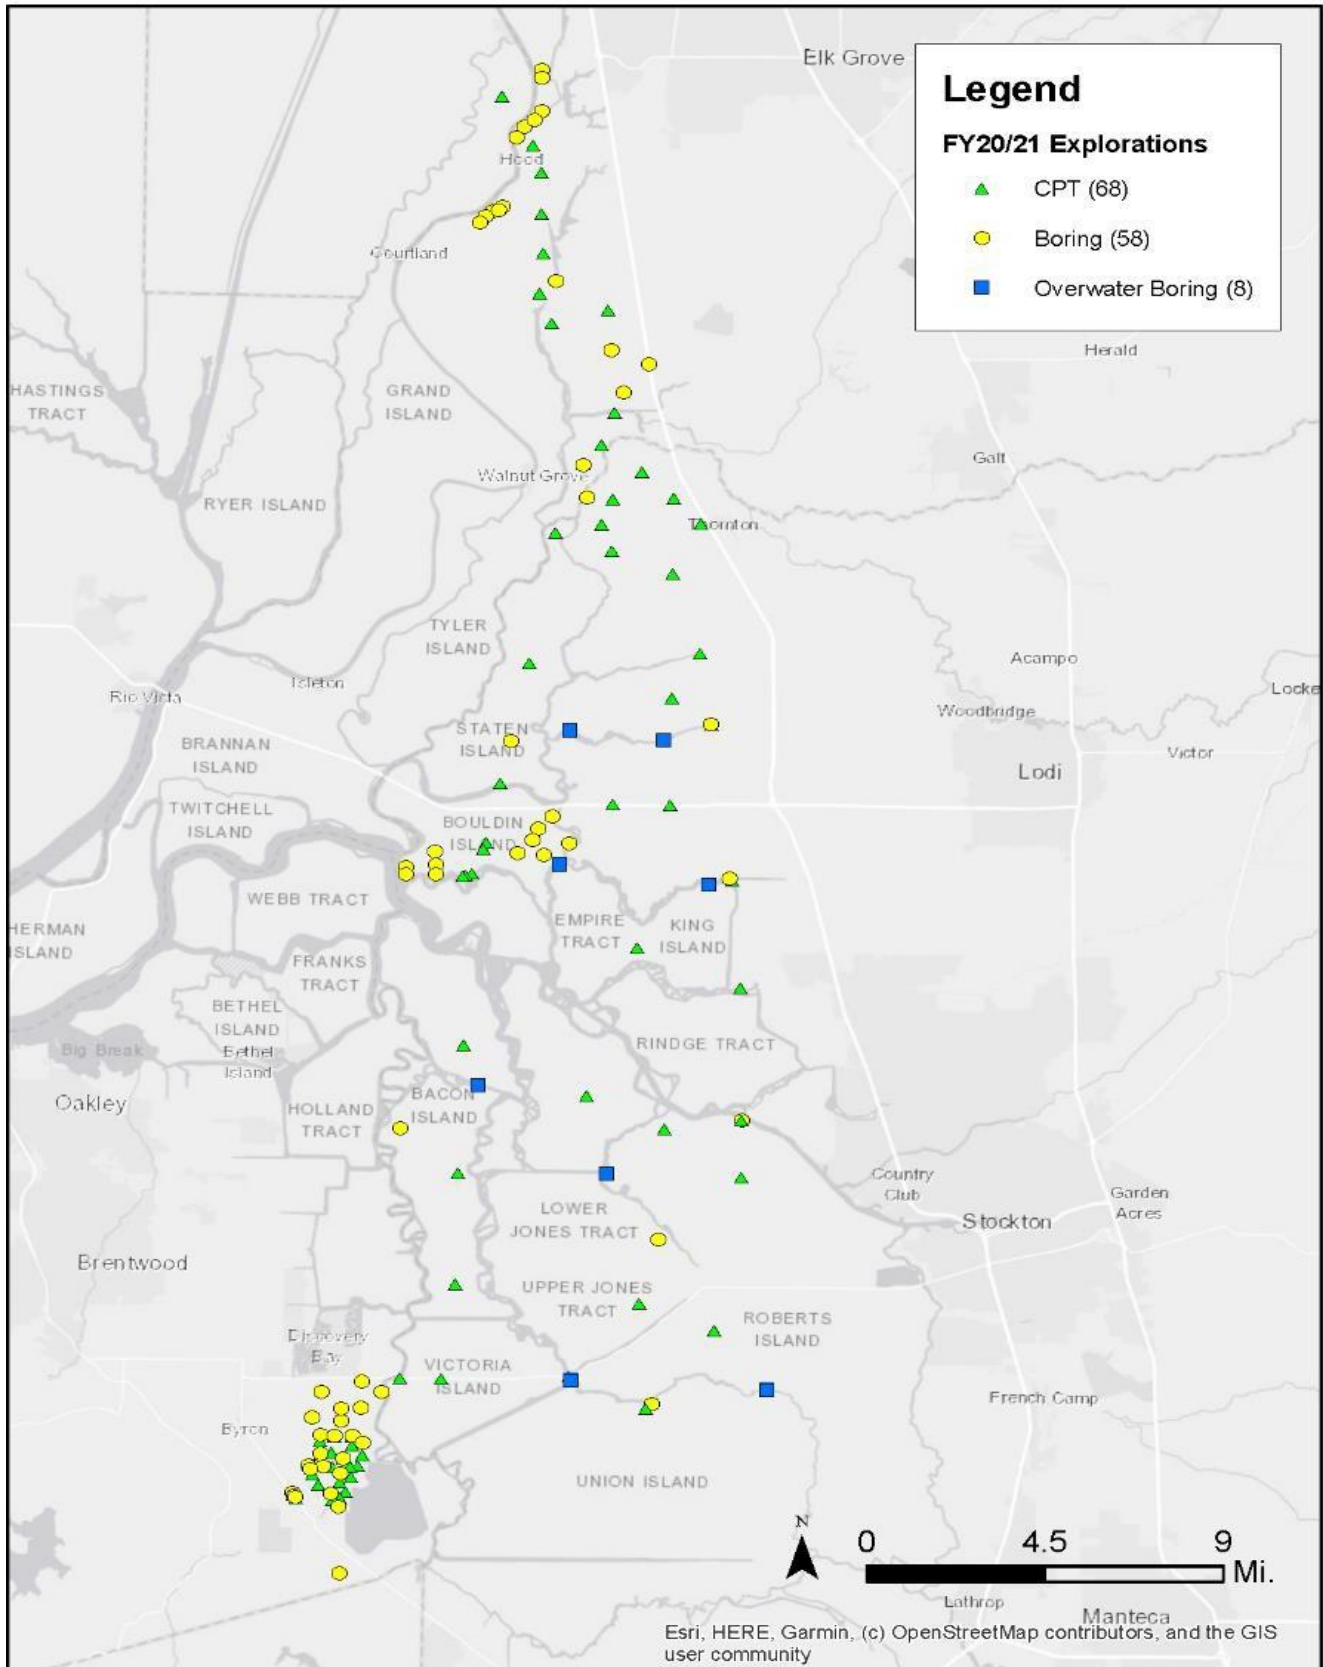 Elk Grove
Legend
FY20/21 Explorations
CPT (68)
Boring (58)
Overwater Boring (8)
Hood
Courtland
Herald
HASTINGS
TRACT
GRAND
ISLAND
Galt
Walnut Grove
RYER ISLAND
Thornton
TYLER
ISLAND
Acampo
Isleton
Rio Vista
Locke
Woodbridge
STATEN
ISLAND
BRANNAN
ISLAND
Victor
Lodi
TWITCHELL
ISLAND
BOULDIN
ISLAND
WEBB TRACT
EMPIRE
TRACT
KING
ISLAND
HERMAN
ISLAND
FRANKS
TRACT
BETHEL
ISLAND
Bethel
Island
Big Break
RINDGE TRACT
Oakley
BACON
ISLAND
HOLLAND
TRACT
Country
Club
Garden
Acres
LOWER
JONES TRACT
Stockton
Brentwood
UPPER JONES
TRACT
ROBERTS
ISLAND
Discovery
Bay
VICTORIA
ISLAND
French Camp
Byron
UNION ISLAND
N
0 4.5 9
Mi.
Lathrop
Manteca
Esri, HERE, Garmin, (c) OpenStreetMap contributors, and the GIS
user community